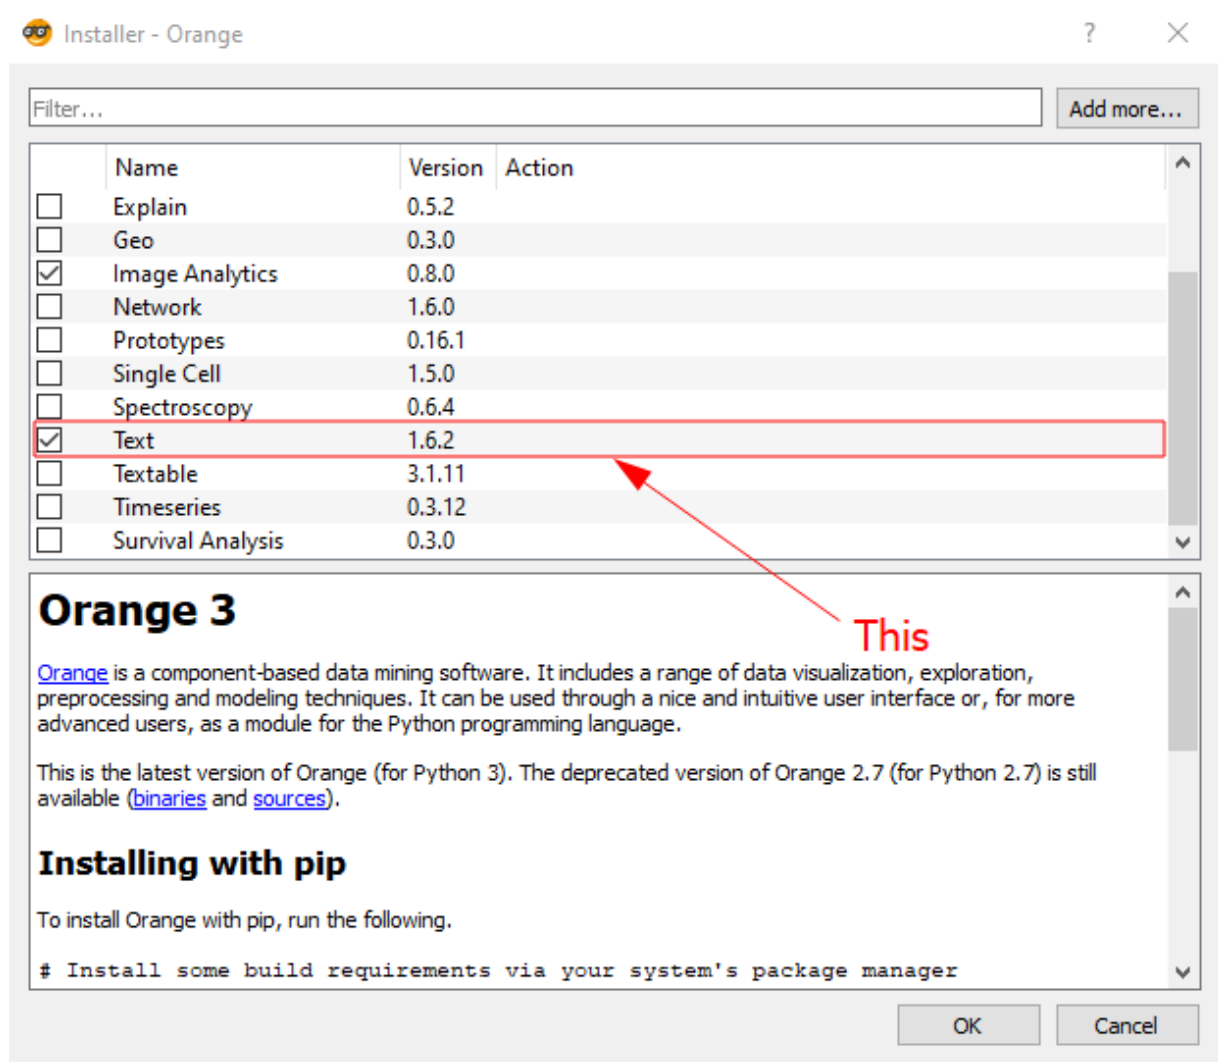 Installer - Orange
?
Filter...
Add more...
Name Version Action
Explain 0.5.2
Geo 0.3.0
Image Analytics 0.8.0
Network 1.6.0
Prototypes 0.16.1
Single Cell 1.5.0
Spectroscopy 0.6.4
Text 1.6.2
Textable 3.1.11
Timeseries 0.3.12
Survival Analysis 0.3.0
This
Orange 3
Orange is a component-based data mining software. It includes a range of data visualization, exploration,
preprocessing and modeling techniques. It can be used through a nice and intuitive user interface or, for more
advanced users, as a module for the Python programming language.
This is the latest version of Orange (for Python 3). The deprecated version of Orange 2.7 (for Python 2.7) is still
available (binaries and sources).
Installing with pip
To install Orange with pip, run the following.
# Install some build requirements via your system's package manager
OK
Cancel